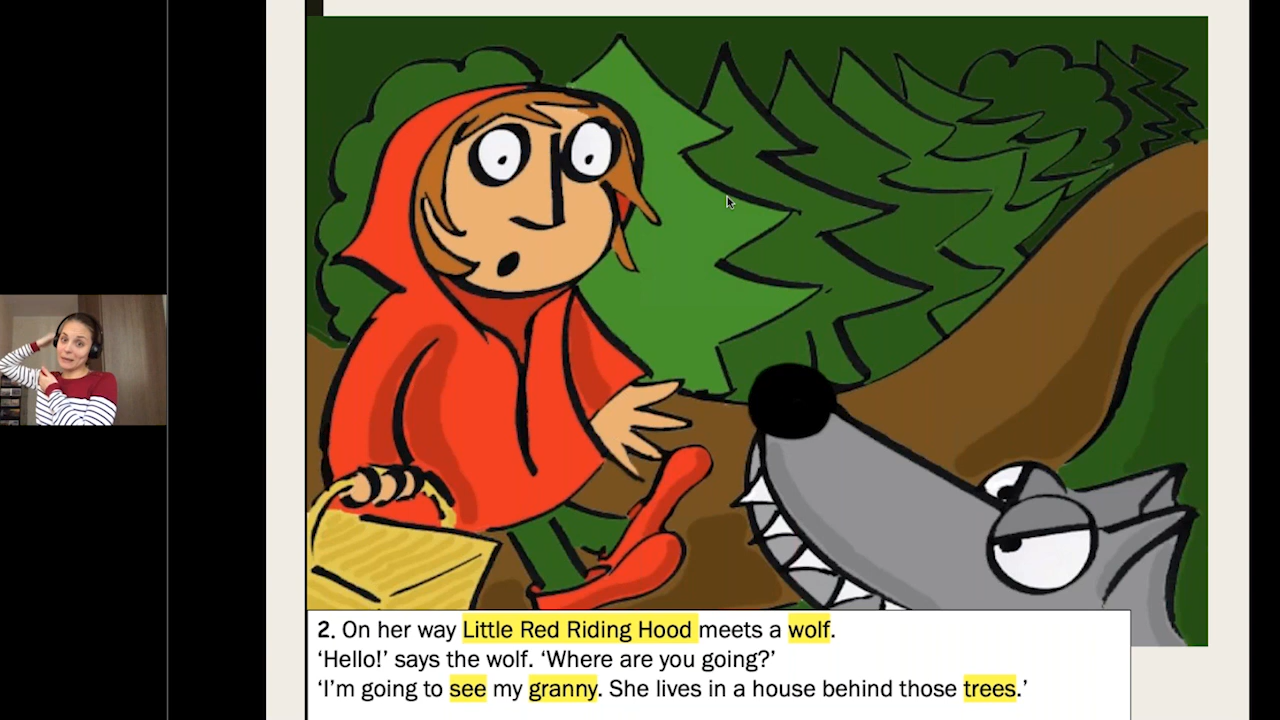 2. On her way Little Red Riding Hood meets a wolf.
‘Hello!’ says the wolf. ‘Where are you going?’
‘I’m going to see my granny. She lives in a house behind those trees.’